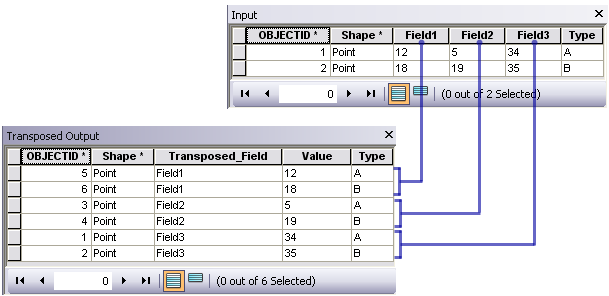 Input
OBJECTID * Shape * Field1 Field2 Field3 Type
1 Point 12 5 34 A
2 Point 18 19 35 B
0 (0 out of 2 Selected)
Transposed Output
OBJECTID * Shape * Transposed_Field Value Type
5 Point Field1 12 A
6 Point Field1 18 B
3 Point Field2 5 A
4 Point Field2 19 B
1 Point Field3 34 A
2 Point Field3 35 B
0 (0 out of 6 Selected)